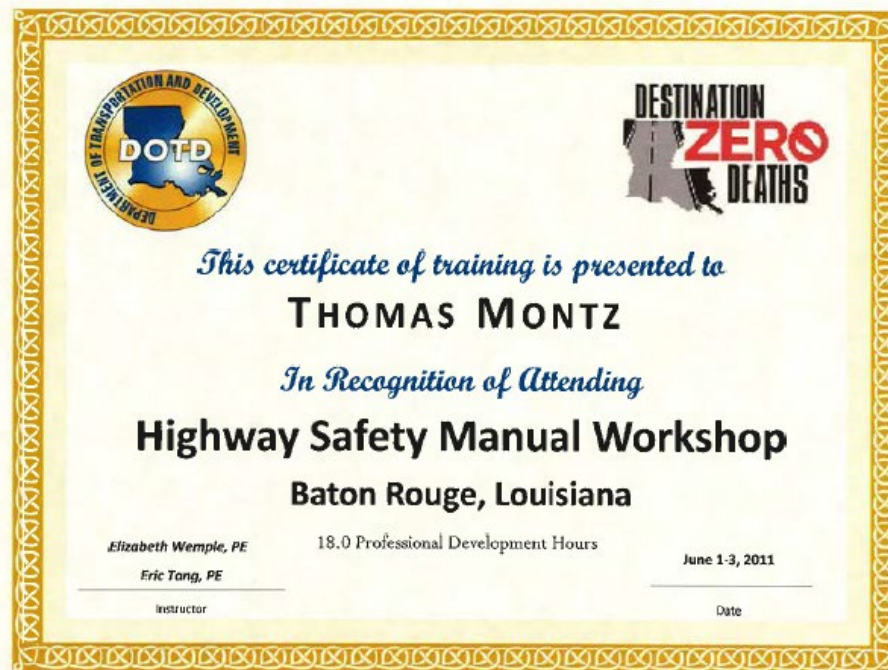 DEPARTMENT OF TRANSPORTATION AND DEVELOPMENT
DOTD
DESTINATION
ZERO
DEATHS
This certificate of training is presented to
THOMAS MONTZ
In Recognition of Attending
Highway Safety Manual Workshop
Baton Rouge, Louisiana
18.0 Professional Development Hours
Elizabeth Wemple, PE
Eric Tang, PE
Instructor
June 1-3, 2011
Date